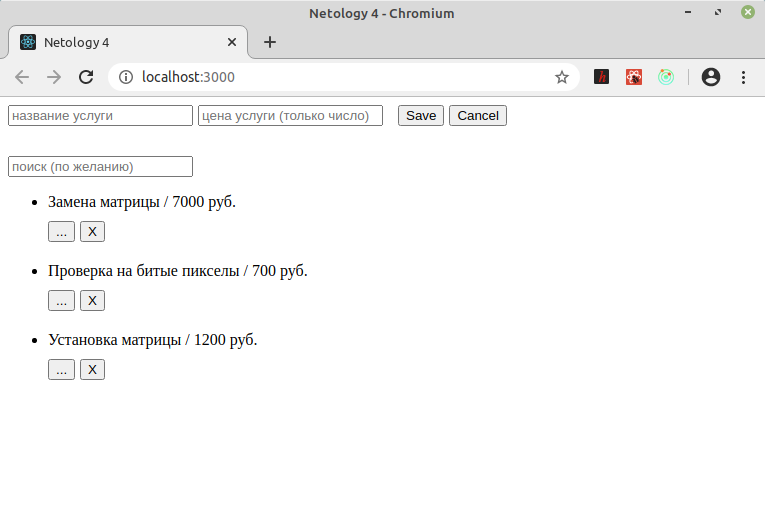 Netology 4 - Chromium
Netology 4
localhost:3000
название услуги цена услуги (только число) Save Cancel
поиск (по желанию)
Замена матрицы / 7000 руб.
... X
Проверка на битые пикселы / 700 руб.
... X
Установка матрицы / 1200 руб.
... X